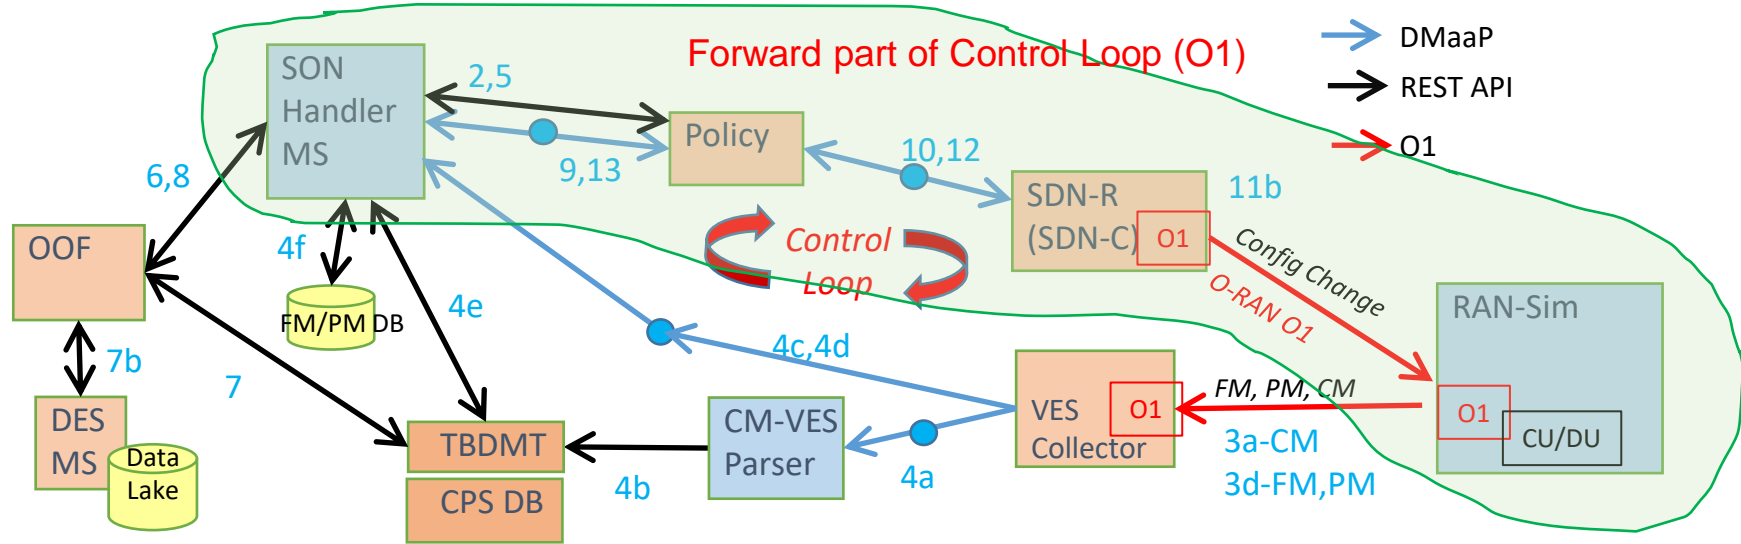 Forward part of Control Loop (O1)
DMaaP
REST API
O1
SON
Handler
MS
2,5
9,13
Policy
10,12
SDN-R
(SDN-C)
O1
11b
6,8
OOF
4f
FM/PM DB
4e
Control
Loop
Config Change
O-RAN O1
RAN-Sim
O1
CU/DU
7b
7
4c,4d
FM, PM, CM
3a-CM
3d-FM,PM
VES
Collector
O1
DES
MS
Data
Lake
TBDMT
CPS DB
4b
CM-VES
Parser
4a